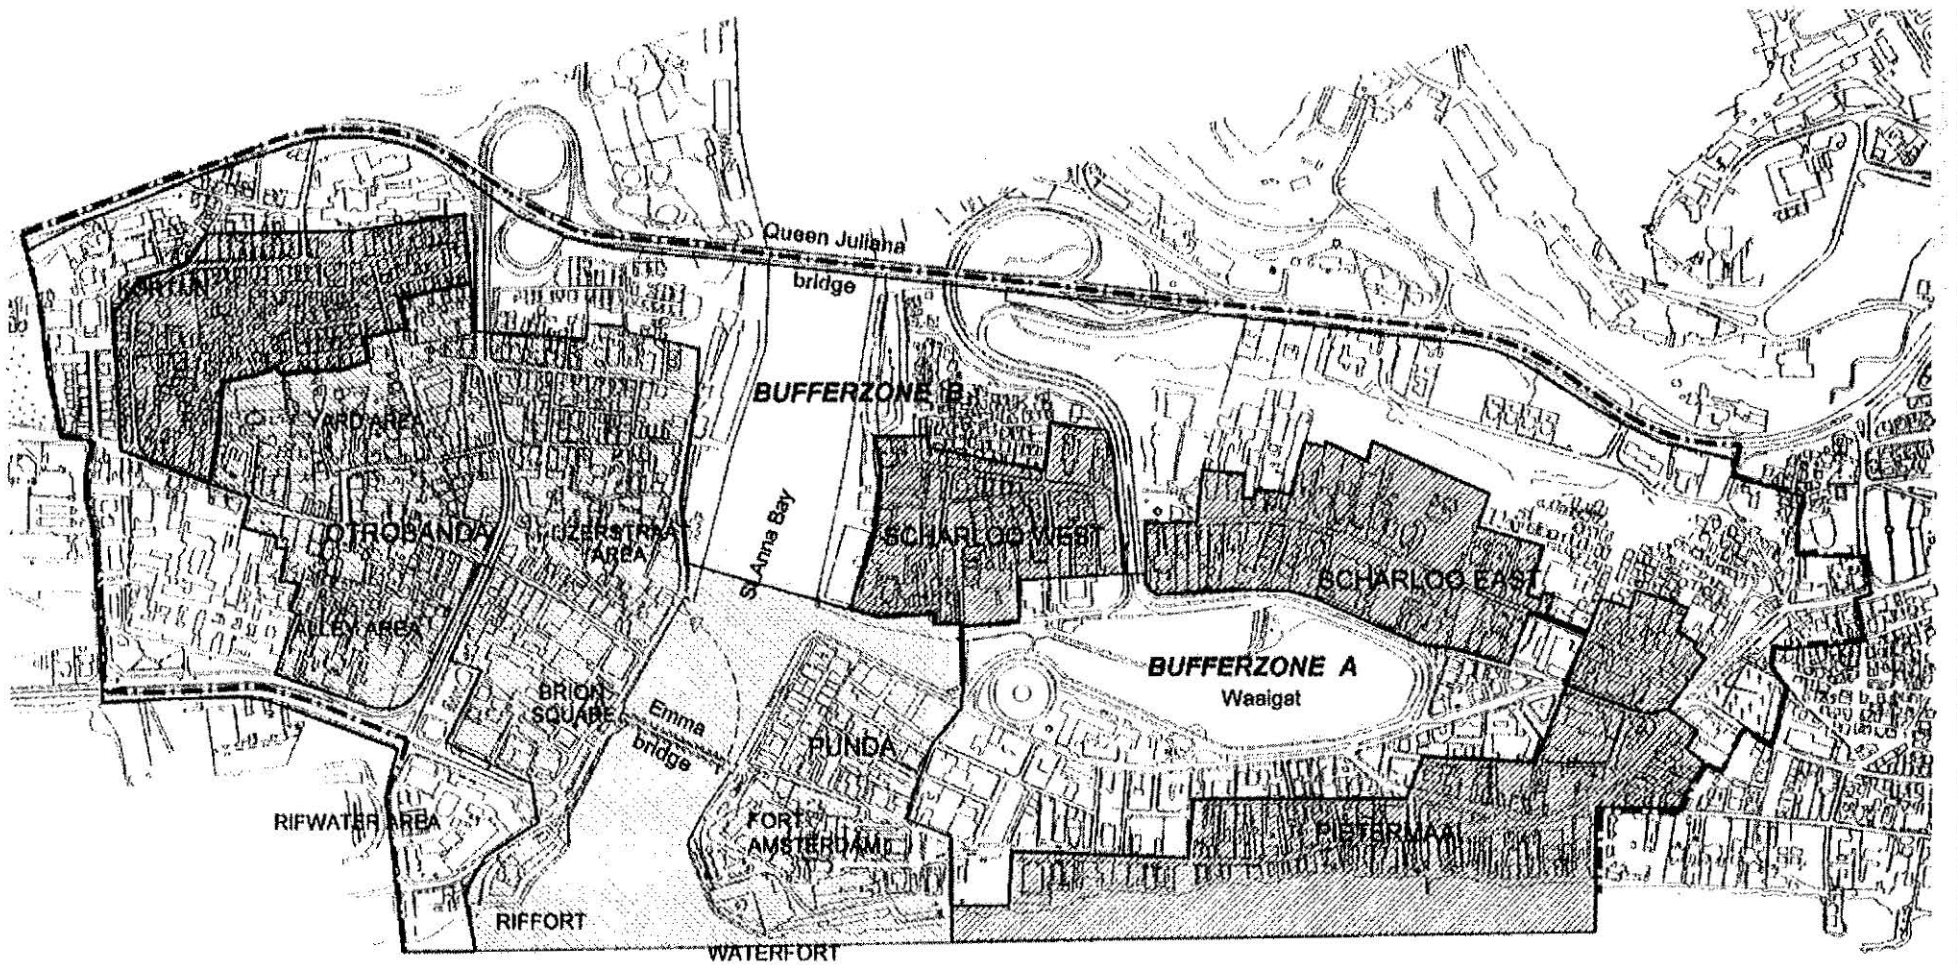 Queen Juliana
bridge
KORTIJN
BUFFERZONE B
YARD AREA
St. Anna Bay
OTROBANDA
IJZERSTRAAT
AREA
SCHARLOO WEST
SCHARLOO EAST
ALLEY AREA
BUFFERZONE A
Waaigat
BRION
SQUARE
Emma
bridge
PUNDA
RIFWATER AREA
FORT
AMSTERDAM
PIETERMAAI
RIFFORT
WATERFORT